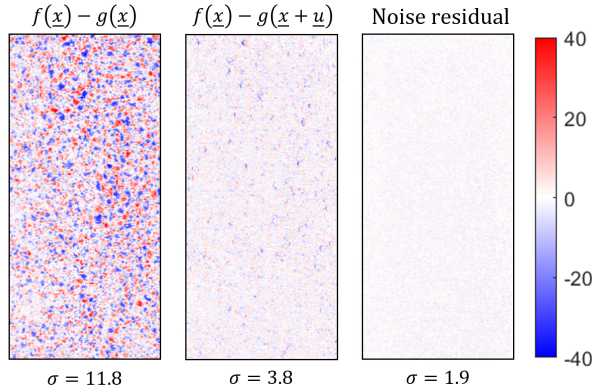 f(x) − g(x)
f(x) − g(x + u)
Noise residual
40
20
0
-20
-40
σ = 11.8
σ = 3.8
σ = 1.9